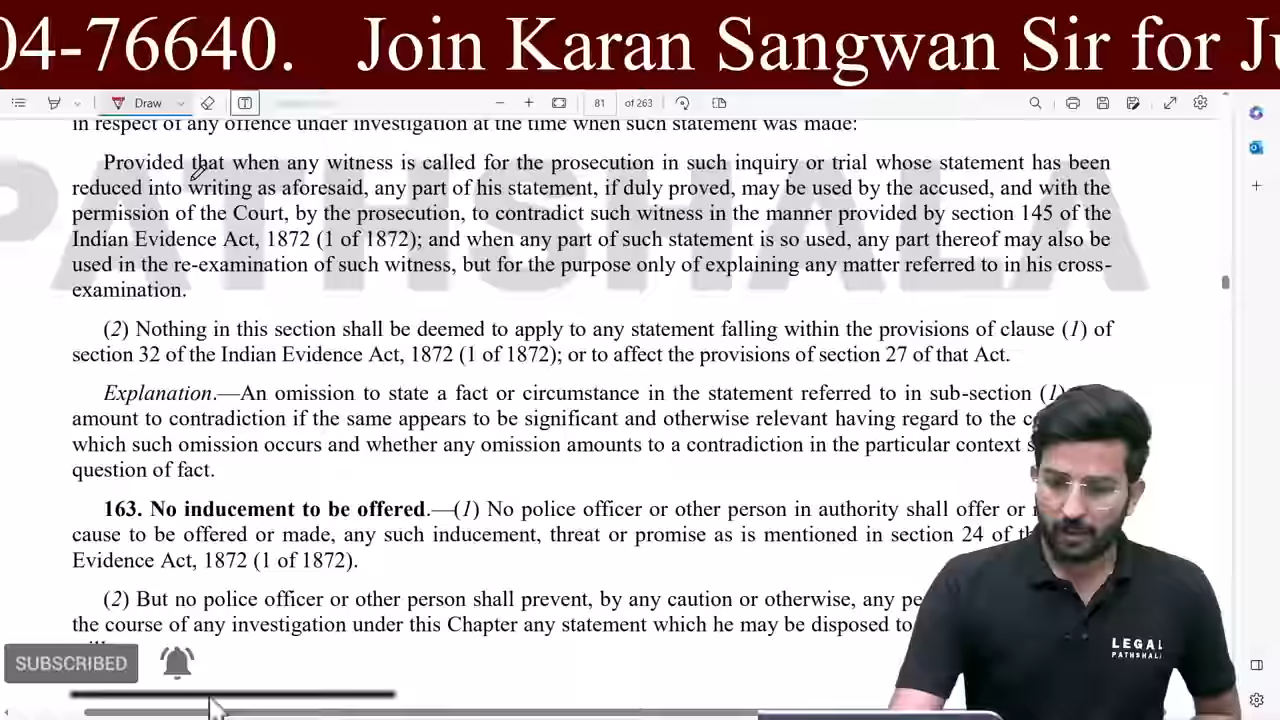 04-76640. Join Karan Sangwan Sir for Ju
Draw
81 of 263
in respect of any offence under investigation at the time when such statement was made:
Provided that when any witness is called for the prosecution in such inquiry or trial whose statement has been
reduced into writing as aforesaid, any part of his statement, if duly proved, may be used by the accused, and with the
permission of the Court, by the prosecution, to contradict such witness in the manner provided by section 145 of the
Indian Evidence Act, 1872 (1 of 1872); and when any part of such statement is so used, any part thereof may also be
used in the re-examination of such witness, but for the purpose only of explaining any matter referred to in his cross-
examination.
(2) Nothing in this section shall be deemed to apply to any statement falling within the provisions of clause (1) of
section 32 of the Indian Evidence Act, 1872 (1 of 1872); or to affect the provisions of section 27 of that Act.
Explanation.—An omission to state a fact or circumstance in the statement referred to in sub-section (1)
amount to contradiction if the same appears to be significant and otherwise relevant having regard to the
which such omission occurs and whether any omission amounts to a contradiction in the particular context
question of fact.
163. No inducement to be offered.—(1) No police officer or other person in authority shall offer or
cause to be offered or made, any such inducement, threat or promise as is mentioned in section 24 of
Evidence Act, 1872 (1 of 1872).
(2) But no police officer or other person shall prevent, by any caution or otherwise, any
the course of any investigation under this Chapter any statement which he may be disposed to
PATHSHALA
SUBSCRIBED
LEGAL
PATHSHALA